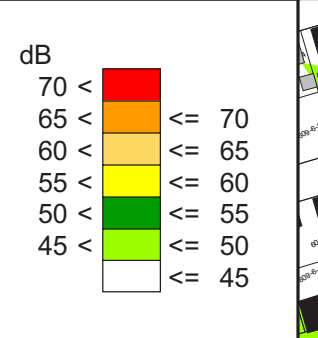 dB
70 <
65 < <= 70
60 < <= 65
55 < <= 60
50 < <= 55
45 < <= 50
<= 45